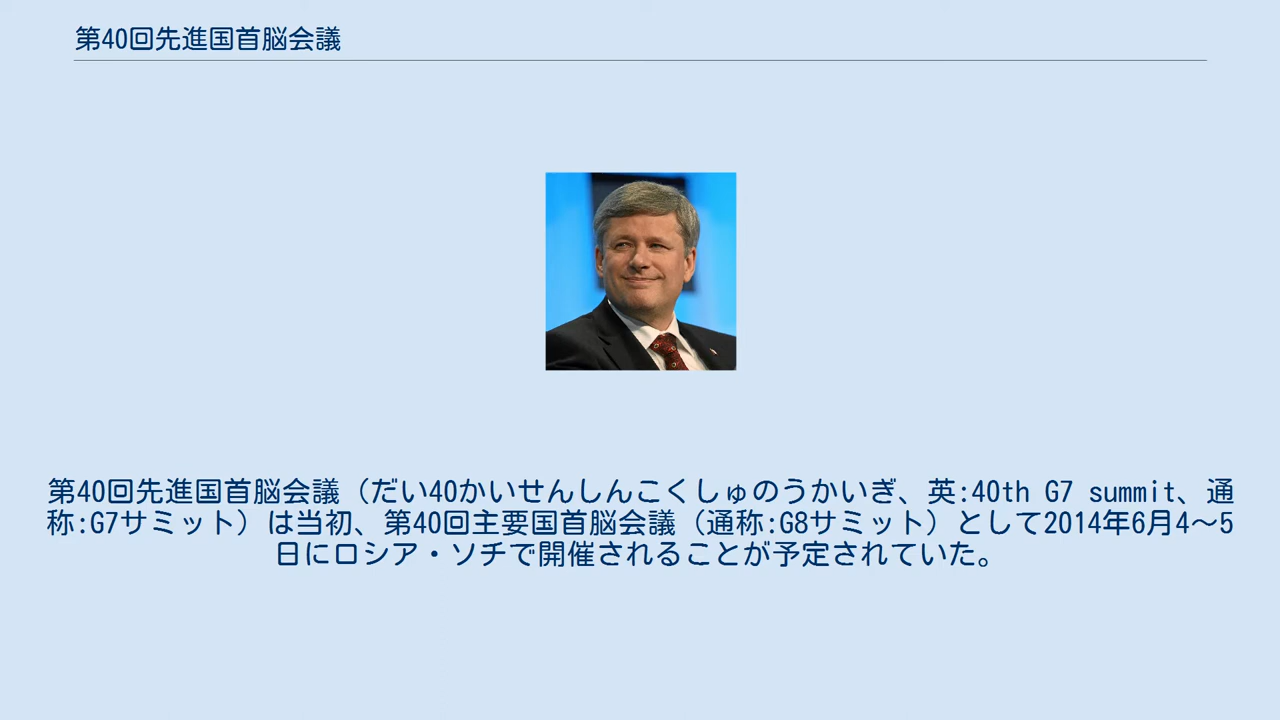 第40回先進国首脳会議
第40回先進国首脳会議（だい40かいせんしんこくしゅのうかいぎ、英:40th G7 summit、通
称:G7サミット）は当初、第40回主要国首脳会議（通称:G8サミット）として2014年6月4～5
日にロシア・ソチで開催されることが予定されていた。